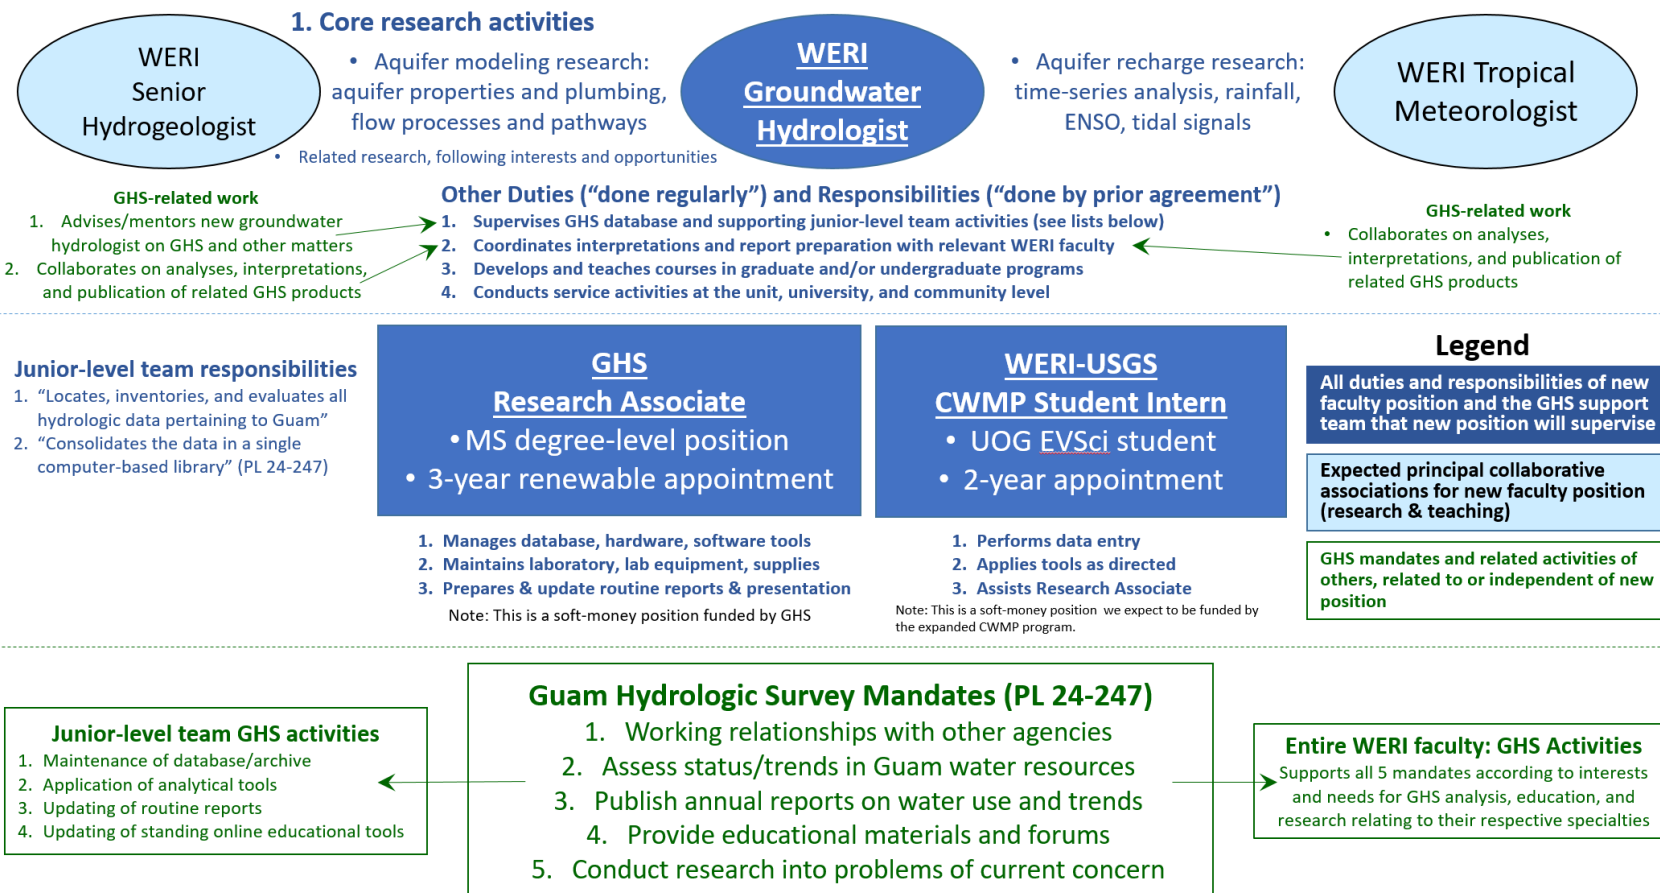 WERI
Senior
Hydrogeologist
1. Core research activities
• Aquifer modeling research:
aquifer properties and plumbing,
flow processes and pathways
• Related research, following interests and opportunities
WERI
Groundwater
Hydrologist
• Aquifer recharge research:
time-series analysis, rainfall,
ENSO, tidal signals
WERI Tropical
Meteorologist
GHS-related work
1. Advises/mentors new groundwater
hydrologist on GHS and other matters
2. Collaborates on analyses, interpretations,
and publication of related GHS products
Other Duties (“done regularly”) and Responsibilities (“done by prior agreement”)
1. Supervises GHS database and supporting junior-level team activities (see lists below)
2. Coordinates interpretations and report preparation with relevant WERI faculty
3. Develops and teaches courses in graduate and/or undergraduate programs
4. Conducts service activities at the unit, university, and community level
GHS-related work
• Collaborates on analyses,
interpretations, and publication of
related GHS products
Junior-level team responsibilities
1. “Locates, inventories, and evaluates all
hydrologic data pertaining to Guam”
2. “Consolidates the data in a single
computer-based library” (PL 24-247)
GHS
Research Associate
• MS degree-level position
• 3-year renewable appointment
1. Manages database, hardware, software tools
2. Maintains laboratory, lab equipment, supplies
3. Prepares & update routine reports & presentation
Note: This is a soft-money position funded by GHS
WERI-USGS
CWMP Student Intern
• UOG EVSci student
• 2-year appointment
1. Performs data entry
2. Applies tools as directed
3. Assists Research Associate
Note: This is a soft-money position we expect to be funded by
the expanded CWMP program.
Legend
All duties and responsibilities of new
faculty position and the GHS support
team that new position will supervise
Expected principal collaborative
associations for new faculty position
(research & teaching)
GHS mandates and related activities of
others, related to or independent of new
position
Junior-level team GHS activities
1. Maintenance of database/archive
2. Application of analytical tools
3. Updating of routine reports
4. Updating of standing online educational tools
Guam Hydrologic Survey Mandates (PL 24-247)
1. Working relationships with other agencies
2. Assess status/trends in Guam water resources
3. Publish annual reports on water use and trends
4. Provide educational materials and forums
5. Conduct research into problems of current concern
Entire WERI faculty: GHS Activities
Supports all 5 mandates according to interests
and needs for GHS analysis, education, and
research relating to their respective specialties